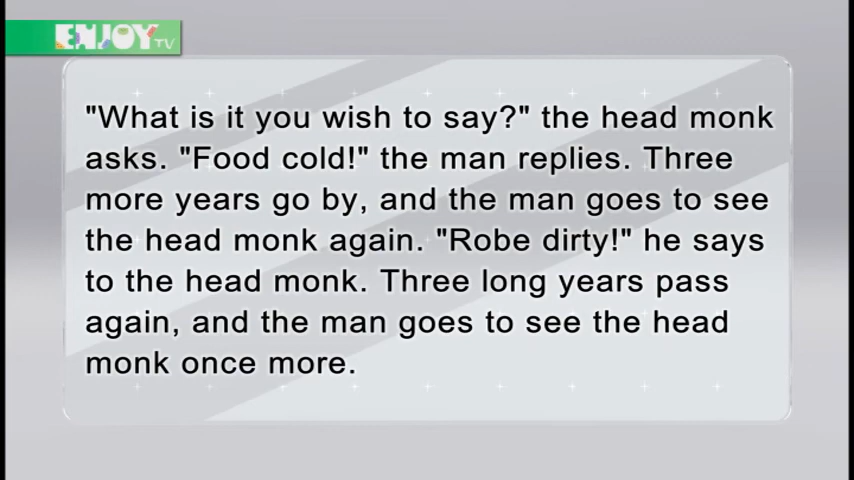 ENJOY TV
"What is it you wish to say?" the head monk
asks. "Food cold!" the man replies. Three
more years go by, and the man goes to see
the head monk again. "Robe dirty!" he says
to the head monk. Three long years pass
again, and the man goes to see the head
monk once more.